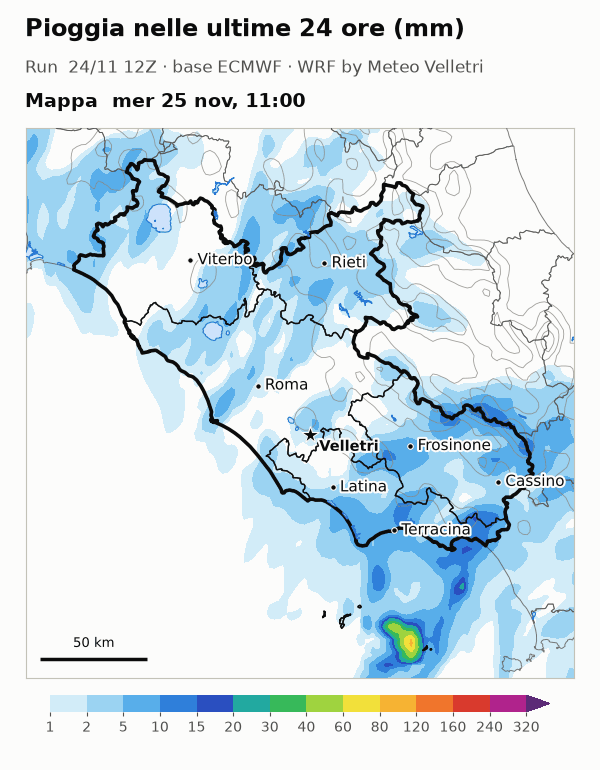 Pioggia nelle ultime 24 ore (mm)
Run  24/11 12Z · base ECMWF · WRF by Meteo Velletri
Mappa  mer 25 nov, 11:00
Viterbo
Rieti
Roma
Velletri
Frosinone
Cassino
Latina
Terracina
50 km
1 2 5 10 15 20 30 40 60 80 120 160 240 320